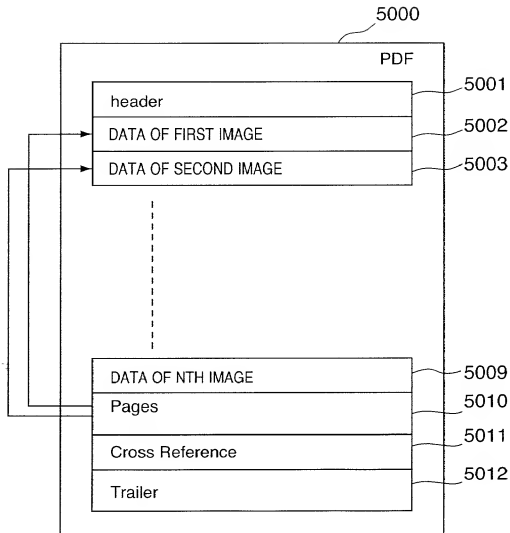 5000
PDF
header 5001
DATA OF FIRST IMAGE 5002
DATA OF SECOND IMAGE 5003
DATA OF NTH IMAGE 5009
Pages 5010
Cross Reference 5011
Trailer 5012